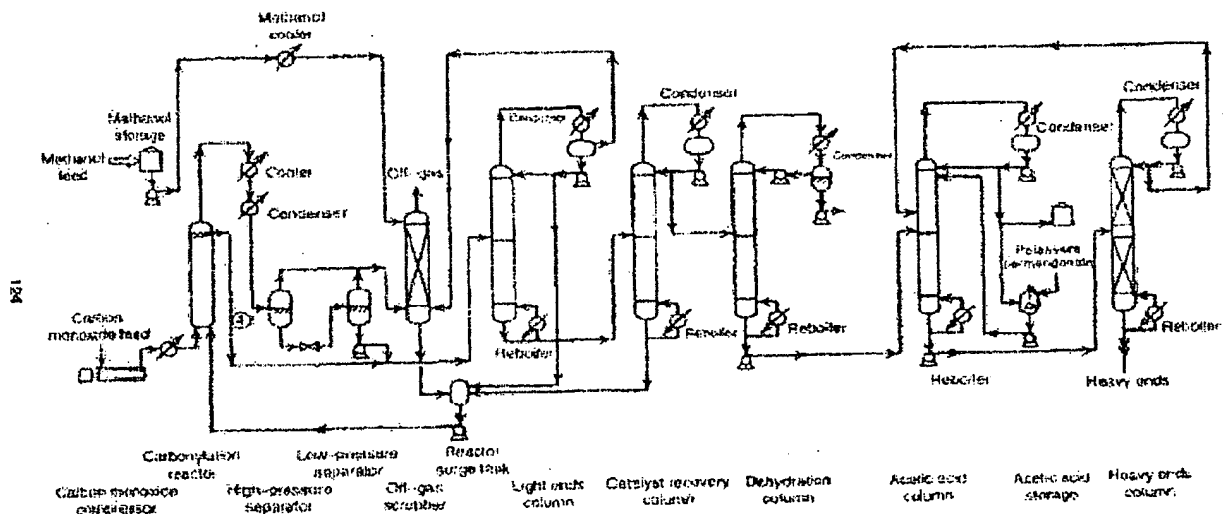 Methanol
cooler
Methanol
storage
Methanol
feed
Cooler
Condenser
Off-gas
Condenser
Condenser
Condenser
Condenser
Condenser
Potassium
permanganate
124
Carbon
monoxide feed
Reboiler
Reboiler
Reboiler
Reboiler
Reboiler
Heavy ends
Carbonylation
reactor
Low-pressure
separator
Reactor
surge tank
Carbon monoxide
compressor
High-pressure
separator
Off-gas
scrubber
Light ends
column
Catalyst recovery
column
Dehydration
column
Acetic acid
column
Acetic acid
storage
Heavy ends
column